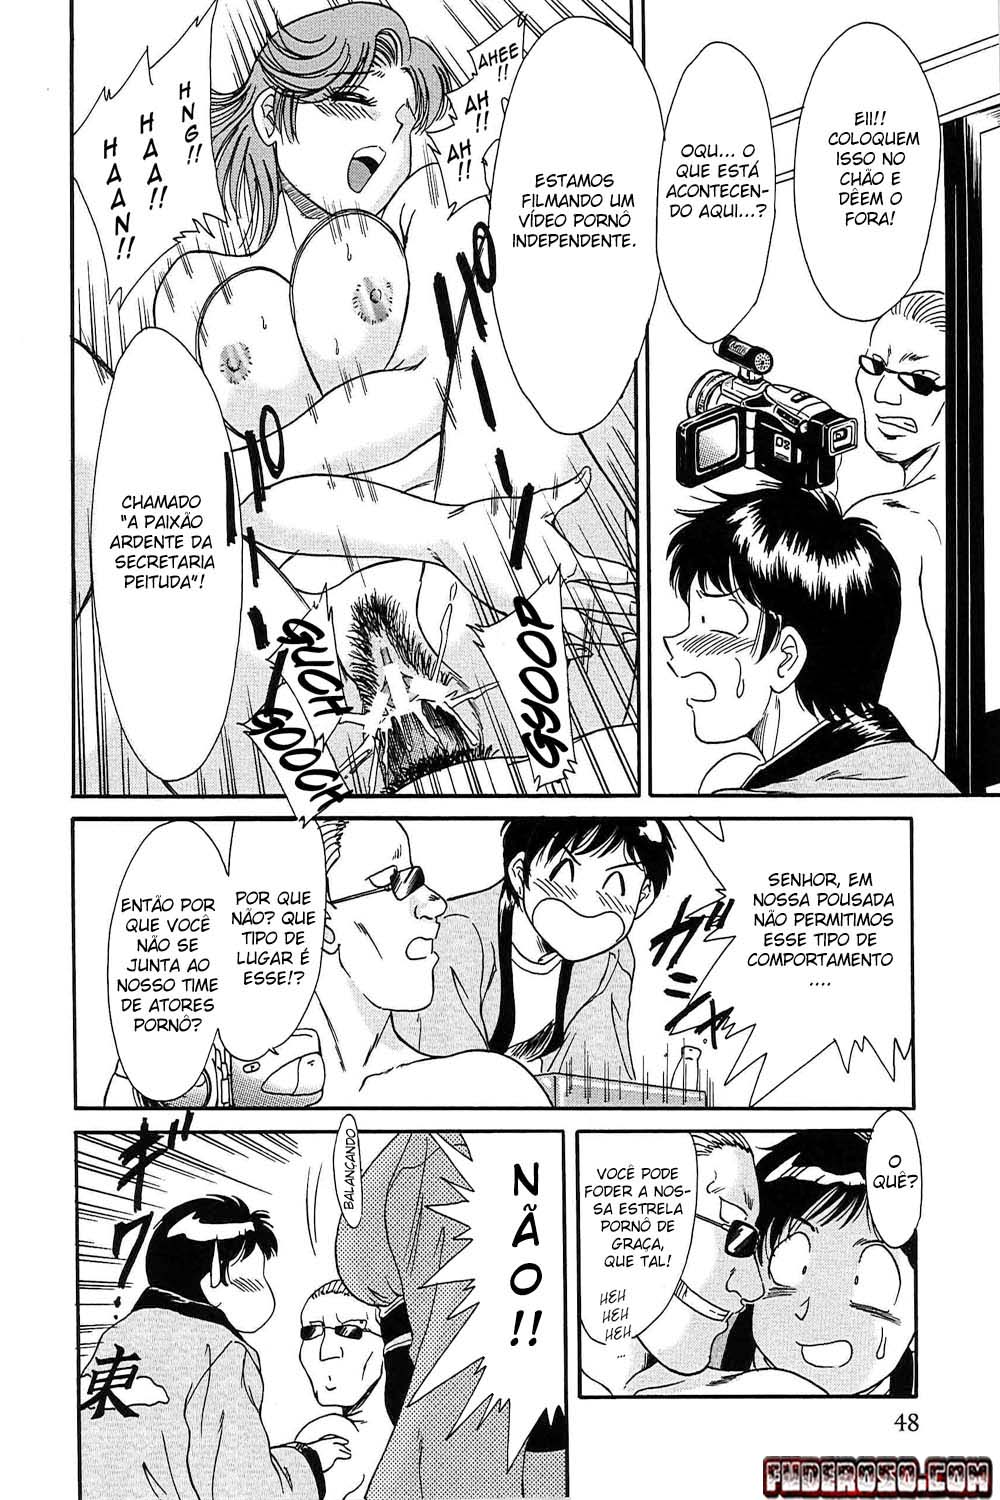 EII!!
COLOQUEM
ISSO NO
CHÃO E
DÊEM O
FORA!
OQU... O
QUE ESTÁ
ACONTECEN-
DO AQUI...?
ESTAMOS
FILMANDO UM
VÍDEO PORNÔ
INDEPENDENTE.
AHEE
!!
AH
!!
AH
!!
HNG!!
HAA!!
HAAN!!
CHAMADO
"A PAIXÃO
ARDENTE DA
SECRETARIA
PEITUDA"!
GUCH
GOOCH
GYOOP
SENHOR, EM
NOSSA POUSADA
NÃO PERMITIMOS
ESSE TIPO DE
COMPORTAMENTO
....
POR QUE
NÃO? QUE
TIPO DE
LUGAR É
ESSE!?
ENTÃO POR
QUE VOCÊ
NÃO SE
JUNTA AO
NOSSO TIME
DE ATORES
PORNÔ?
O
QUÊ?
VOCÊ PODE
FODER A NOS-
SA ESTRELA
PORNÔ DE
GRAÇA,
QUE TAL!
HEH
HEH
HEH
...
NÃO!!
BALANÇANDO
東
48
FUDEROSO.COM